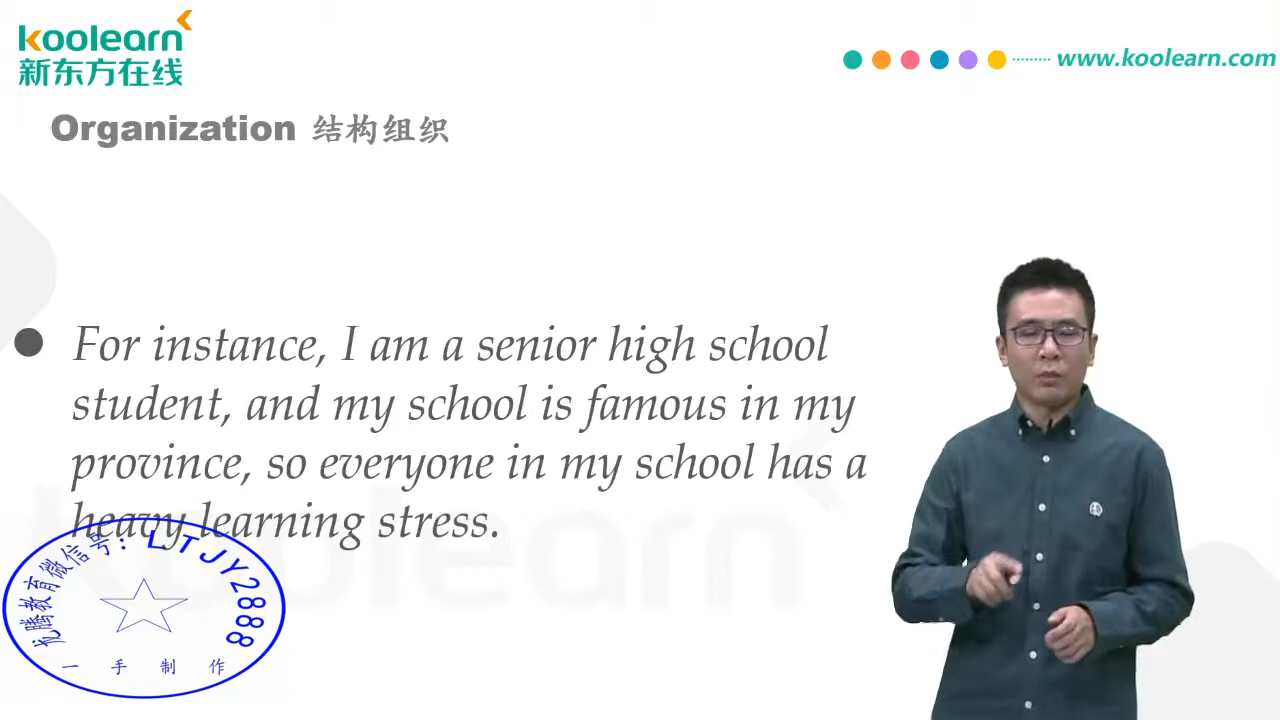 koolearn
新东方在线
www.koolearn.com
Organization 结构组织
For instance, I am a senior high school
student, and my school is famous in my
province, so everyone in my school has a
heavy learning stress.
koolearn
龙腾教育微信号：LTJY2888
一手制作